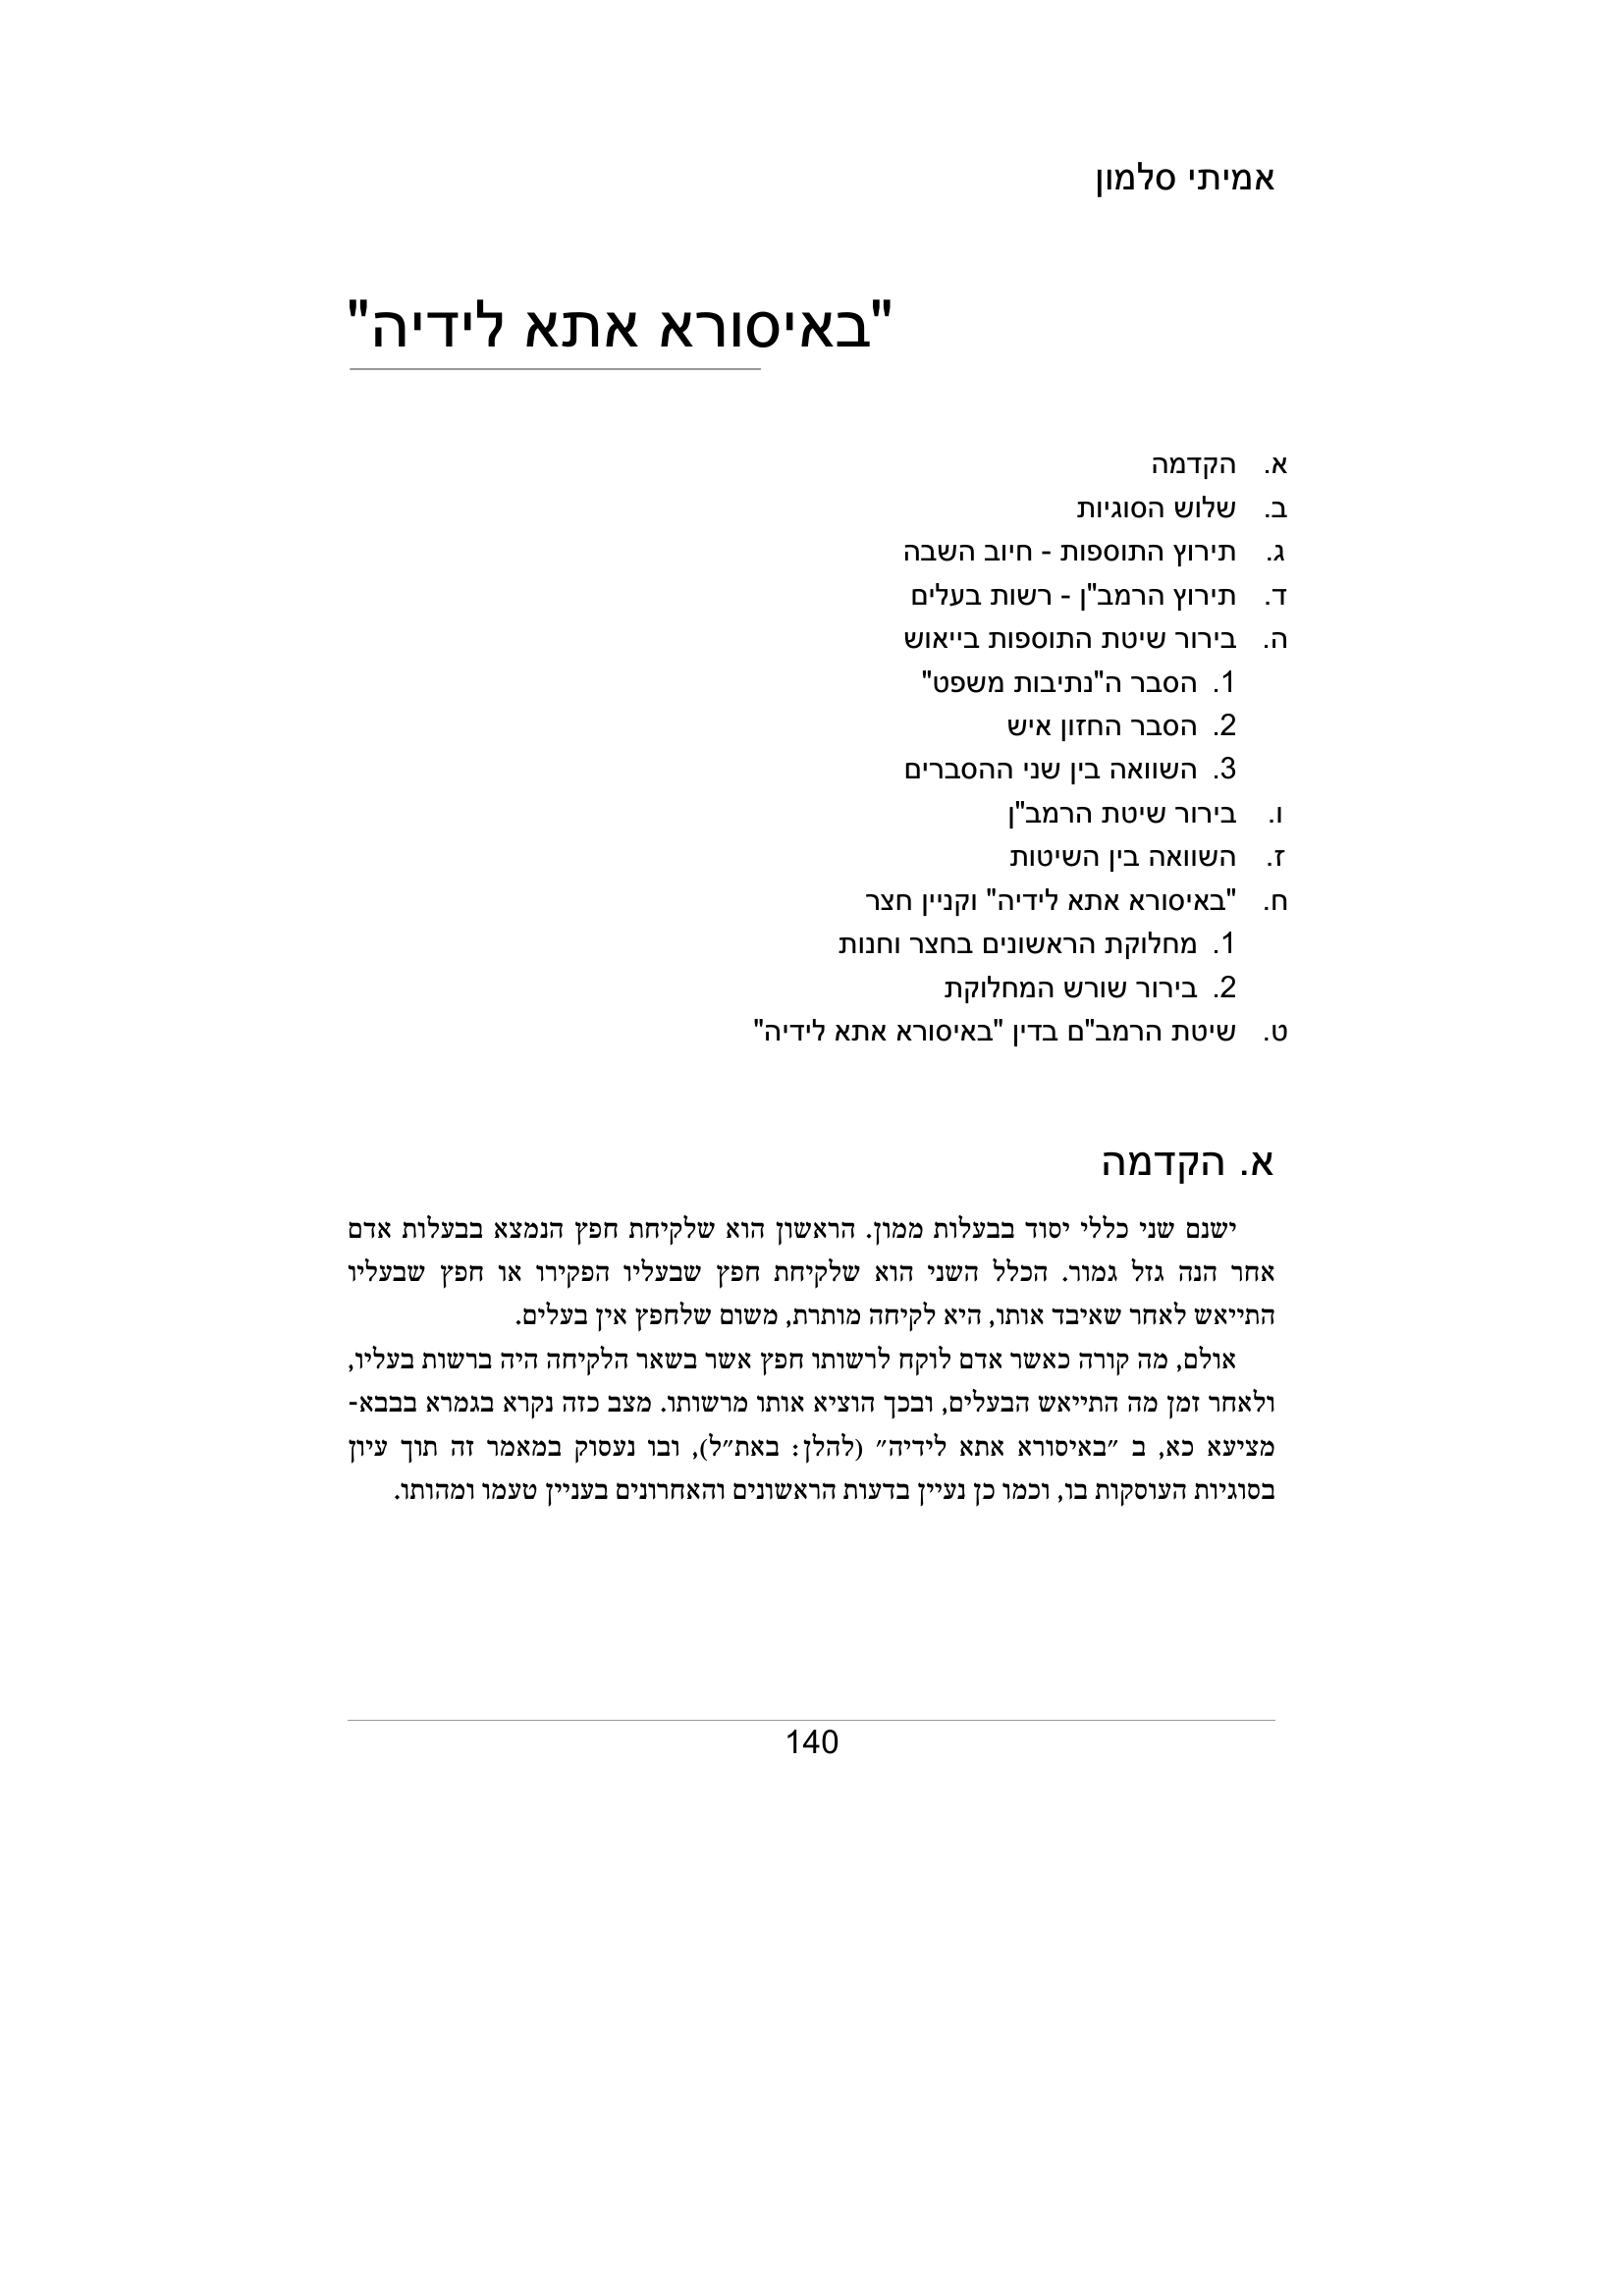 אמיתי סלמון
"באיסורא אתא לידיה"
א. הקדמה
ב. שלוש הסוגיות
ג. תירוץ התוספות - חיוב השבה
ד. תירוץ הרמב"ן - רשות בעלים
ה. בירור שיטת התוספות בייאוש
1. הסבר ה"נתיבות משפט"
2. הסבר החזון איש
3. השוואה בין שני ההסברים
ו. בירור שיטת הרמב"ן
ז. השוואה בין השיטות
ח. "באיסורא אתא לידיה" וקניין חצר
1. מחלוקת הראשונים בחצר וחנות
2. בירור שורש המחלוקת
ט. שיטת הרמב"ם בדין "באיסורא אתא לידיה"
א. הקדמה
ישנם שני כללי יסוד בבעלות ממון. הראשון הוא שלקיחת חפץ הנמצא בבעלות אדם
אחר הנה גזל גמור. הכלל השני הוא שלקיחת חפץ שבעליו הפקירו או חפץ שבעליו
התייאש לאחר שאיבד אותו, היא לקיחה מותרת, משום שלחפץ אין בעלים.
אולם, מה קורה כאשר אדם לוקח לרשותו חפץ אשר בשאר הלקיחה היה ברשות בעליו,
ולאחר זמן מה התייאש הבעלים, ובכך הוציא אותו מרשותו. מצב כזה נקרא בגמרא בבבא-
מציעא כא, ב ״באיסורא אתא לידיה״ (להלן: באת״ל), ובו נעסוק במאמר זה תוך עיון
בסוגיות העוסקות בו, וכמו כן נעיין בדעות הראשונים והאחרונים בעניין טעמו ומהותו.
140